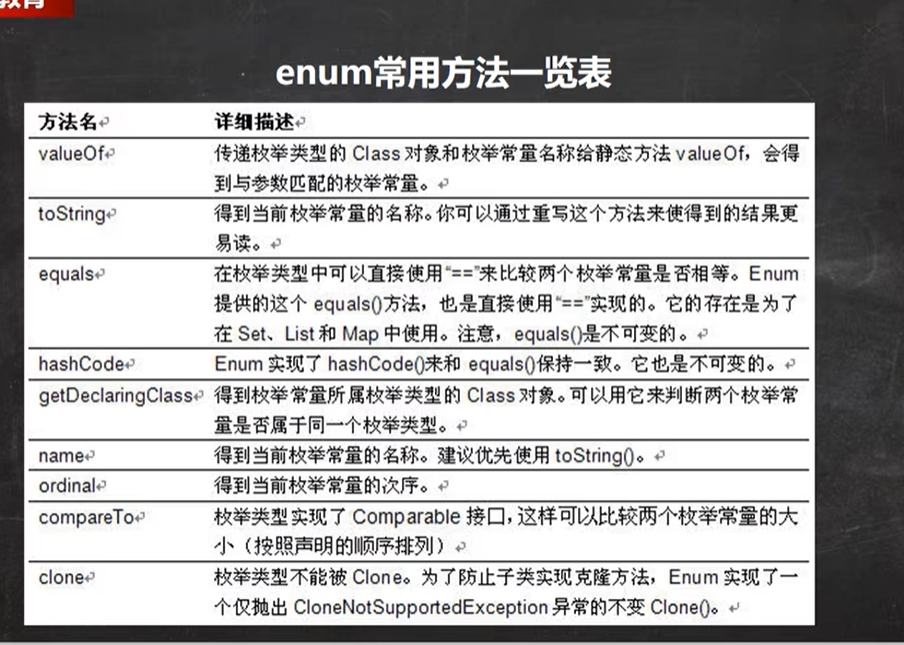 教育
enum常用方法一览表
方法名 详细描述
valueOf 传递枚举类型的 Class 对象和枚举常量名称给静态方法 valueOf，会得
到与参数匹配的枚举常量。
toString 得到当前枚举常量的名称。你可以通过重写这个方法来使得到的结果更
易读。
equals 在枚举类型中可以直接使用“==”来比较两个枚举常量是否相等。Enum
提供的这个 equals()方法，也是直接使用“==”实现的。它的存在是为了
在 Set、List 和 Map 中使用。注意，equals()是不可变的。
hashCode Enum 实现了 hashCode()来和 equals()保持一致。它也是不可变的。
getDeclaringClass 得到枚举常量所属枚举类型的 Class 对象。可以用它来判断两个枚举常
量是否属于同一个枚举类型。
name 得到当前枚举常量的名称。建议优先使用 toString()。
ordinal 得到当前枚举常量的次序。
compareTo 枚举类型实现了 Comparable 接口，这样可以比较两个枚举常量的大
小（按照声明的顺序排列）
clone 枚举类型不能被 Clone。为了防止子类实现克隆方法，Enum 实现了一
个仅抛出 CloneNotSupportedException 异常的不变 Clone()。